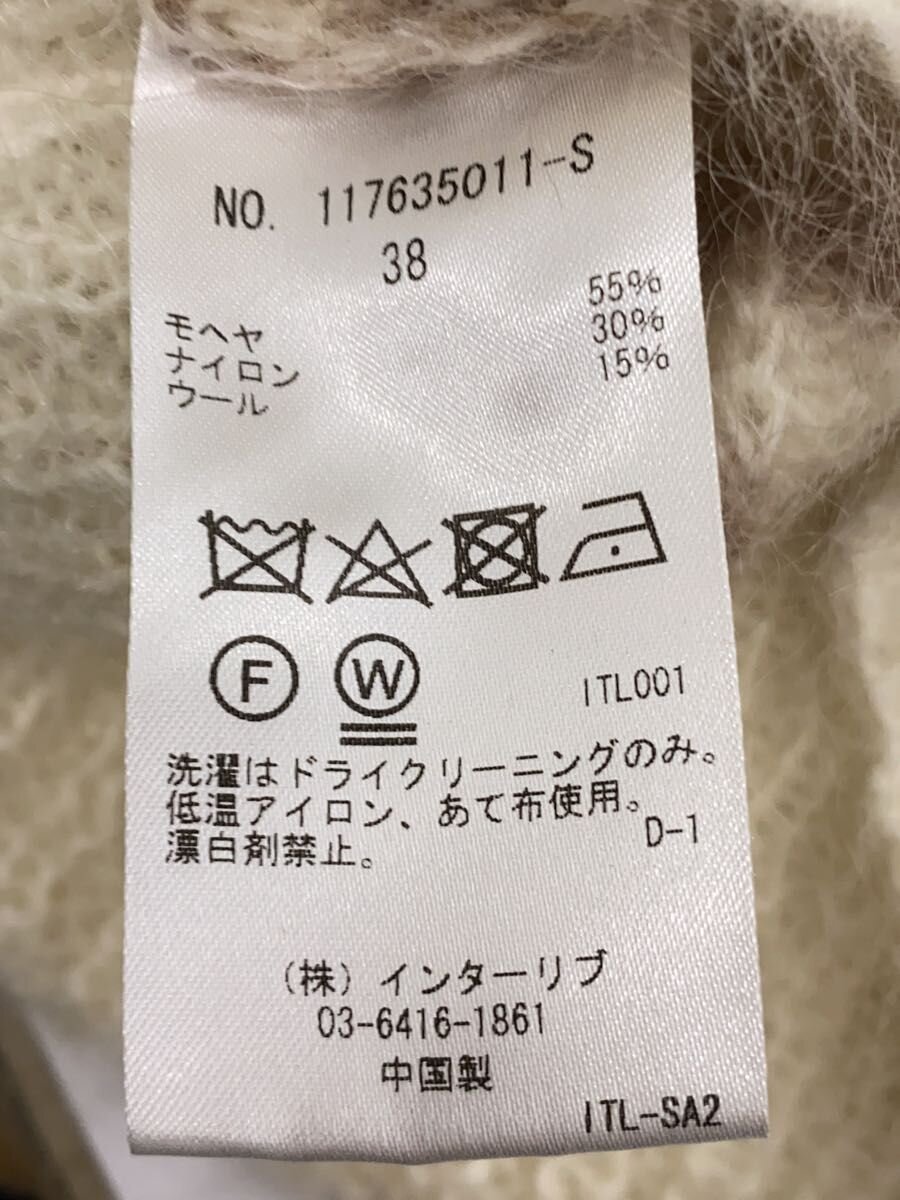 NO. 117635011-S
38
モヘヤ 55%
ナイロン 30%
ウール 15%
F W
ITL001
洗濯はドライクリーニングのみ。
低温アイロン、あて布使用。
漂白剤禁止。 D-1
(株)インターリブ
03-6416-1861
中国製
ITL-SA2